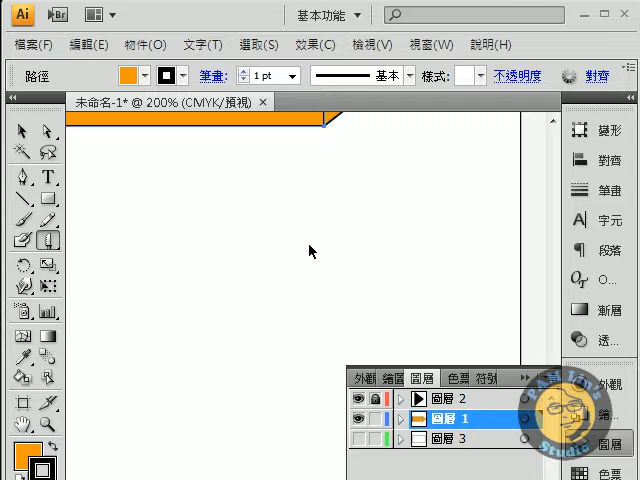 Ai Br 基本功能
檔案(F) 編輯(E) 物件(O) 文字(T) 選取(S) 效果(C) 檢視(V) 視窗(W) 說明(H)
路徑 筆畫: 1 pt 基本 樣式: 不透明度 對齊
未命名-1* @ 200% (CMYK/預視) ×
變形
對齊
筆畫
字元
段落
O...
漸層
透...
外觀
繪...
圖層
色票
外觀 繪圖 圖層 色票 符號
圖層 2
圖層 1
圖層 3
PAM Lin's
Studio